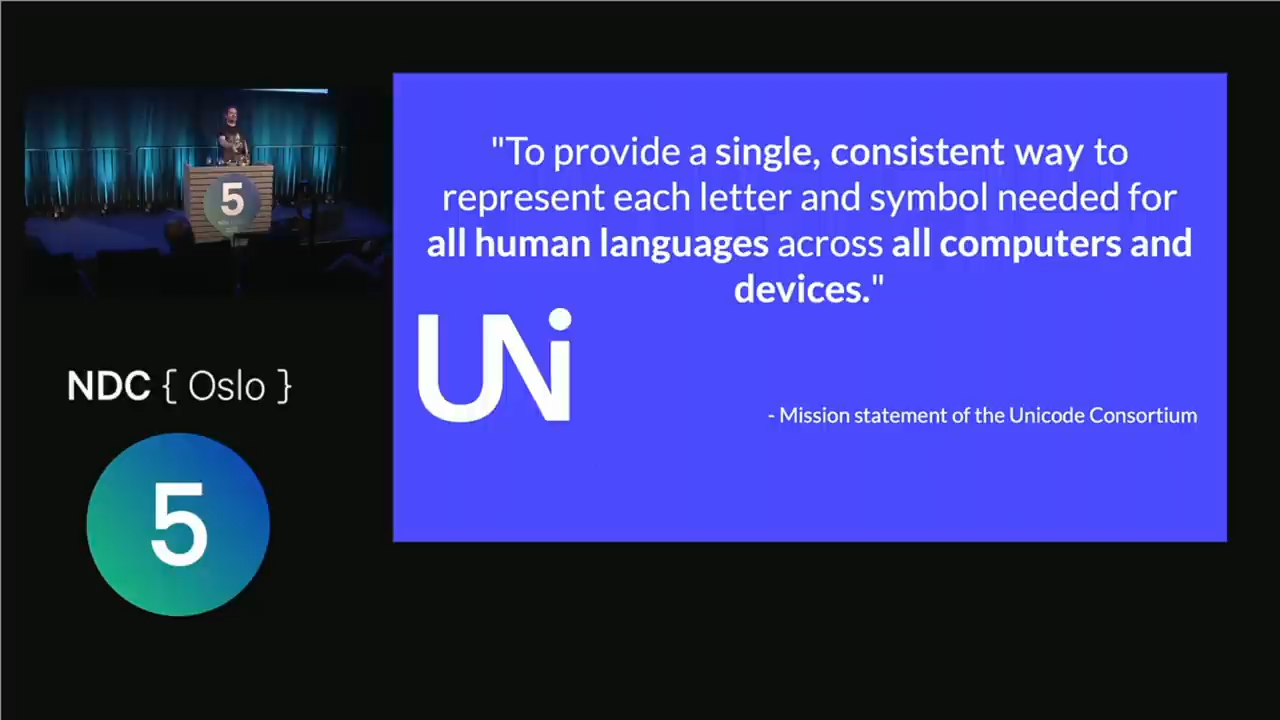 5
NDC { Oslo }
5
"To provide a single, consistent way to
represent each letter and symbol needed for
all human languages across all computers and
devices."
UNi
- Mission statement of the Unicode Consortium